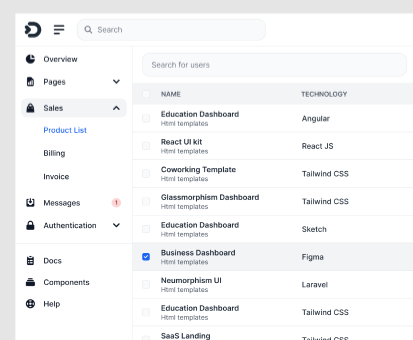 Search
Overview
Pages
Sales
Product List
Billing
Invoice
Messages 1
Authentication
Docs
Components
Help
Search for users
NAME TECHNOLOGY
Education Dashboard
Html templates
Angular
React UI kit
Html templates
React JS
Coworking Template
Html templates
Tailwind CSS
Glassmorphism Dashboard
Html templates
Tailwind CSS
Education Dashboard
Html templates
Sketch
Business Dashboard
Html templates
Figma
Neumorphism UI
Html templates
Laravel
Education Dashboard
Html templates
Tailwind CSS
SaaS Landing
Tailwind CSS